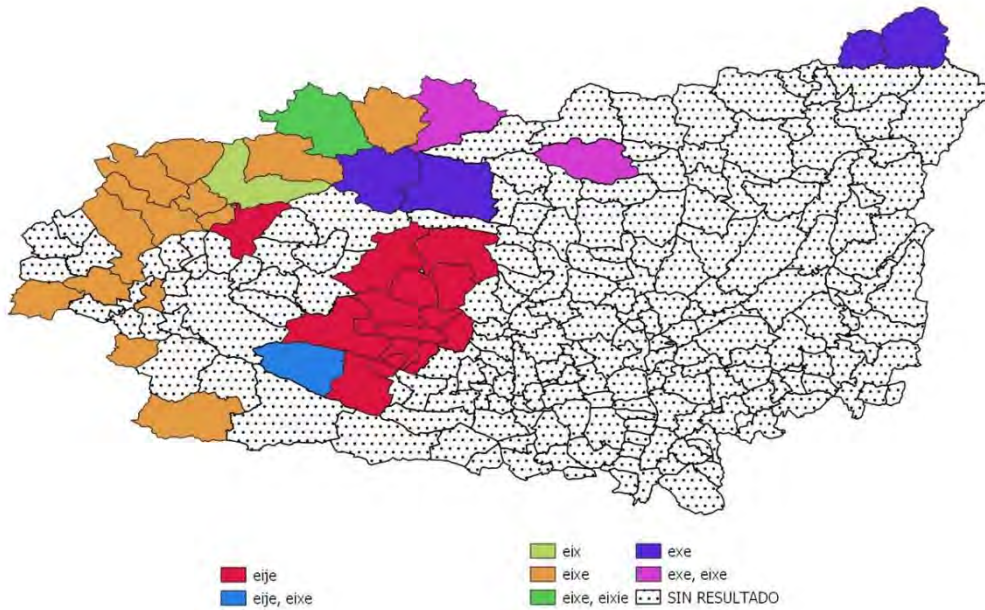 eije
eije, eixe
eix
eixe
eixe, eixie
exe
exe, eixe
SIN RESULTADO